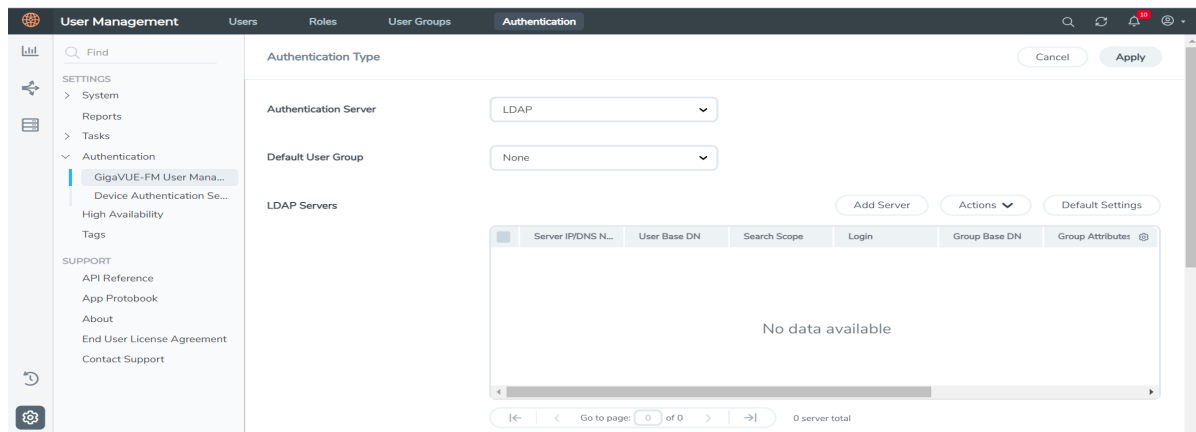 User Management Users Roles User Groups Authentication 10
Find
SETTINGS
System
Reports
Tasks
Authentication
GigaVUE-FM User Mana...
Device Authentication Se...
High Availability
Tags
SUPPORT
API Reference
App Protobook
About
End User License Agreement
Contact Support
Authentication Type Cancel Apply
Authentication Server LDAP
Default User Group None
LDAP Servers Add Server Actions Default Settings
Server IP/DNS N... User Base DN Search Scope Login Group Base DN Group Attributes
No data available
Go to page: 0 of 0 0 server total